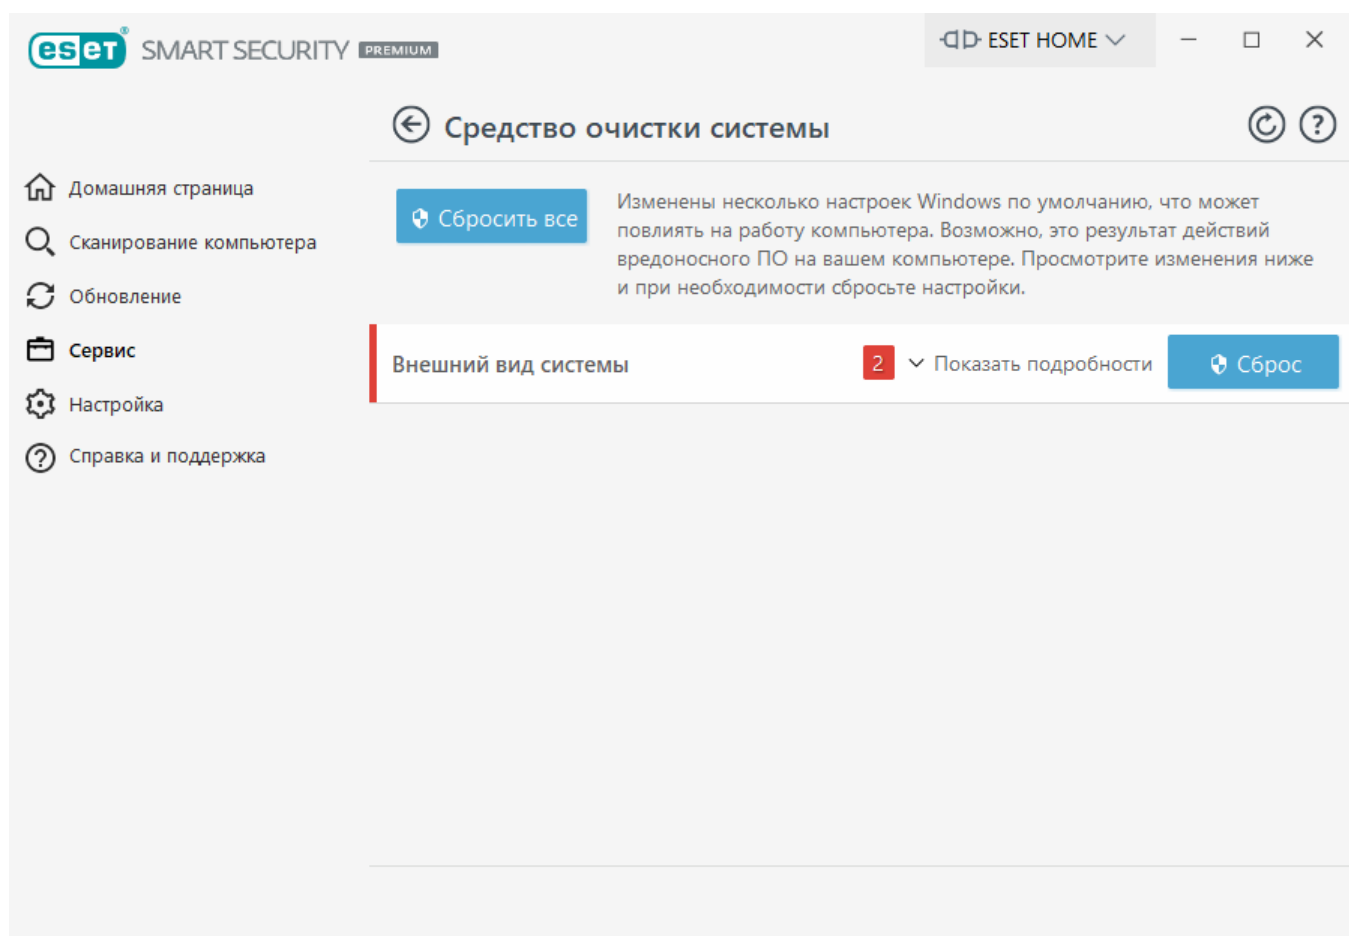 eset® SMART SECURITY PREMIUM
ESET HOME
Средство очистки системы
Домашняя страница
Сканирование компьютера
Обновление
Сервис
Настройка
Справка и поддержка
Сбросить все
Изменены несколько настроек Windows по умолчанию, что может
повлиять на работу компьютера. Возможно, это результат действий
вредоносного ПО на вашем компьютере. Просмотрите изменения ниже
и при необходимости сбросьте настройки.
Внешний вид системы
2
Показать подробности
Сброс